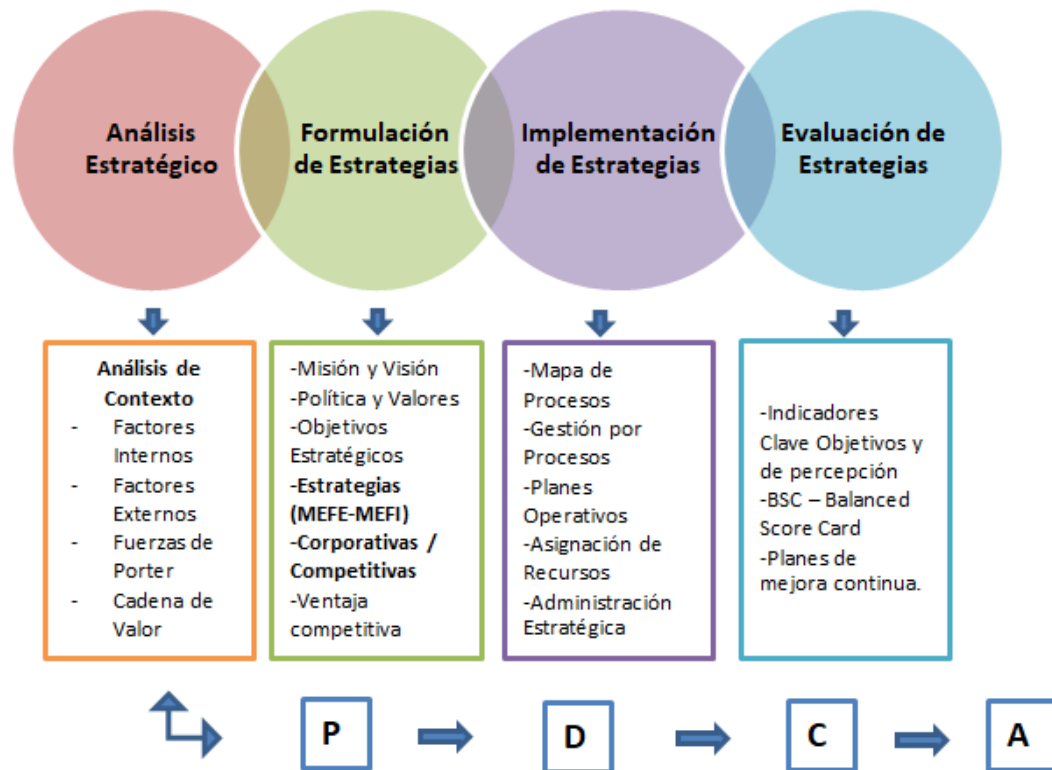 Análisis
Estratégico
Formulación
de Estrategias
Implementación
de Estrategias
Evaluación de
Estrategias
Análisis de
Contexto
- Factores
Internos
- Factores
Externos
- Fuerzas de
Porter
- Cadena de
Valor
-Misión y Visión
-Política y Valores
-Objetivos
Estratégicos
-Estrategias
(MEFE-MEFI)
-Corporativas /
Competitivas
-Ventaja
competitiva
-Mapa de
Procesos
-Gestión por
Procesos
-Planes
Operativos
-Asignación de
Recursos
-Administración
Estratégica
-Indicadores
Clave Objetivos y
de percepción
-BSC – Balanced
Score Card
-Planes de
mejora continua.
P
D
C
A